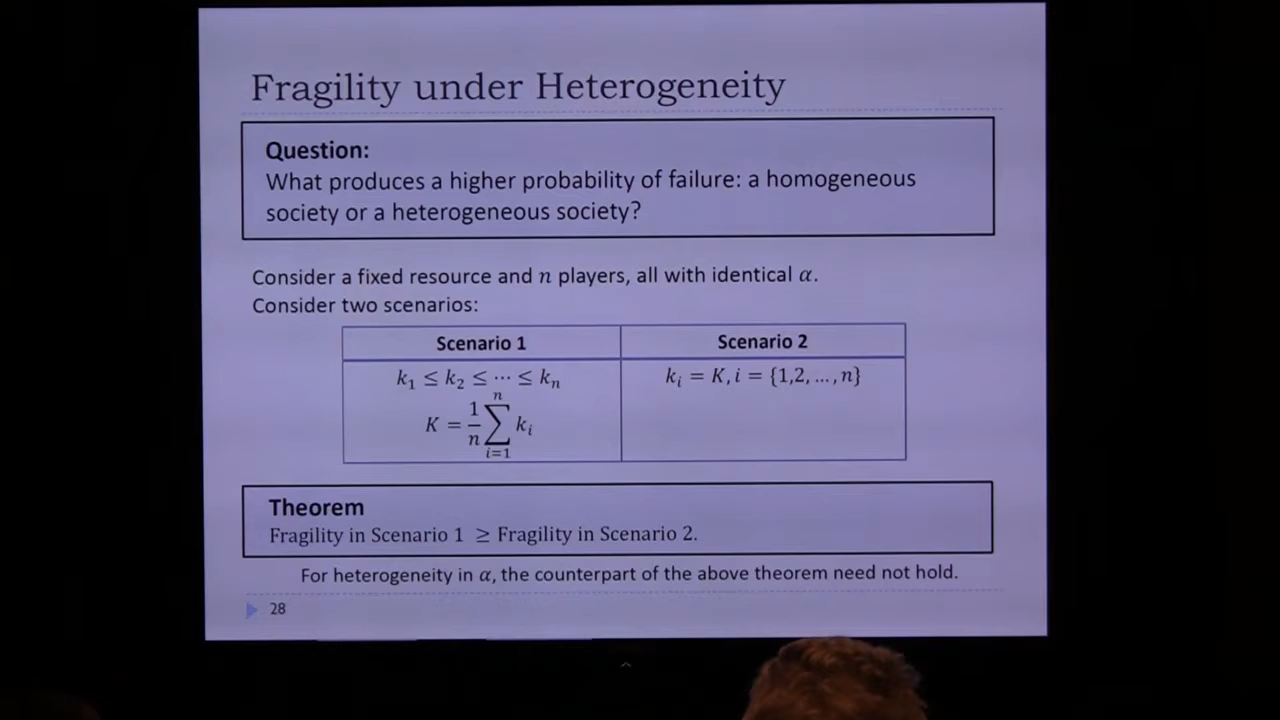 Fragility under Heterogeneity
Question:
What produces a higher probability of failure: a homogeneous
society or a heterogeneous society?
Consider a fixed resource and n players, all with identical α.
Consider two scenarios:
Scenario 1
Scenario 2
k₁ ≤ k₂ ≤ ⋯ ≤ kₙ
kᵢ = K, i = {1,2, …, n}
K = 1/n ∑ᵢ₌₁ⁿ kᵢ
Theorem
Fragility in Scenario 1 ≥ Fragility in Scenario 2.
For heterogeneity in α, the counterpart of the above theorem need not hold.
28